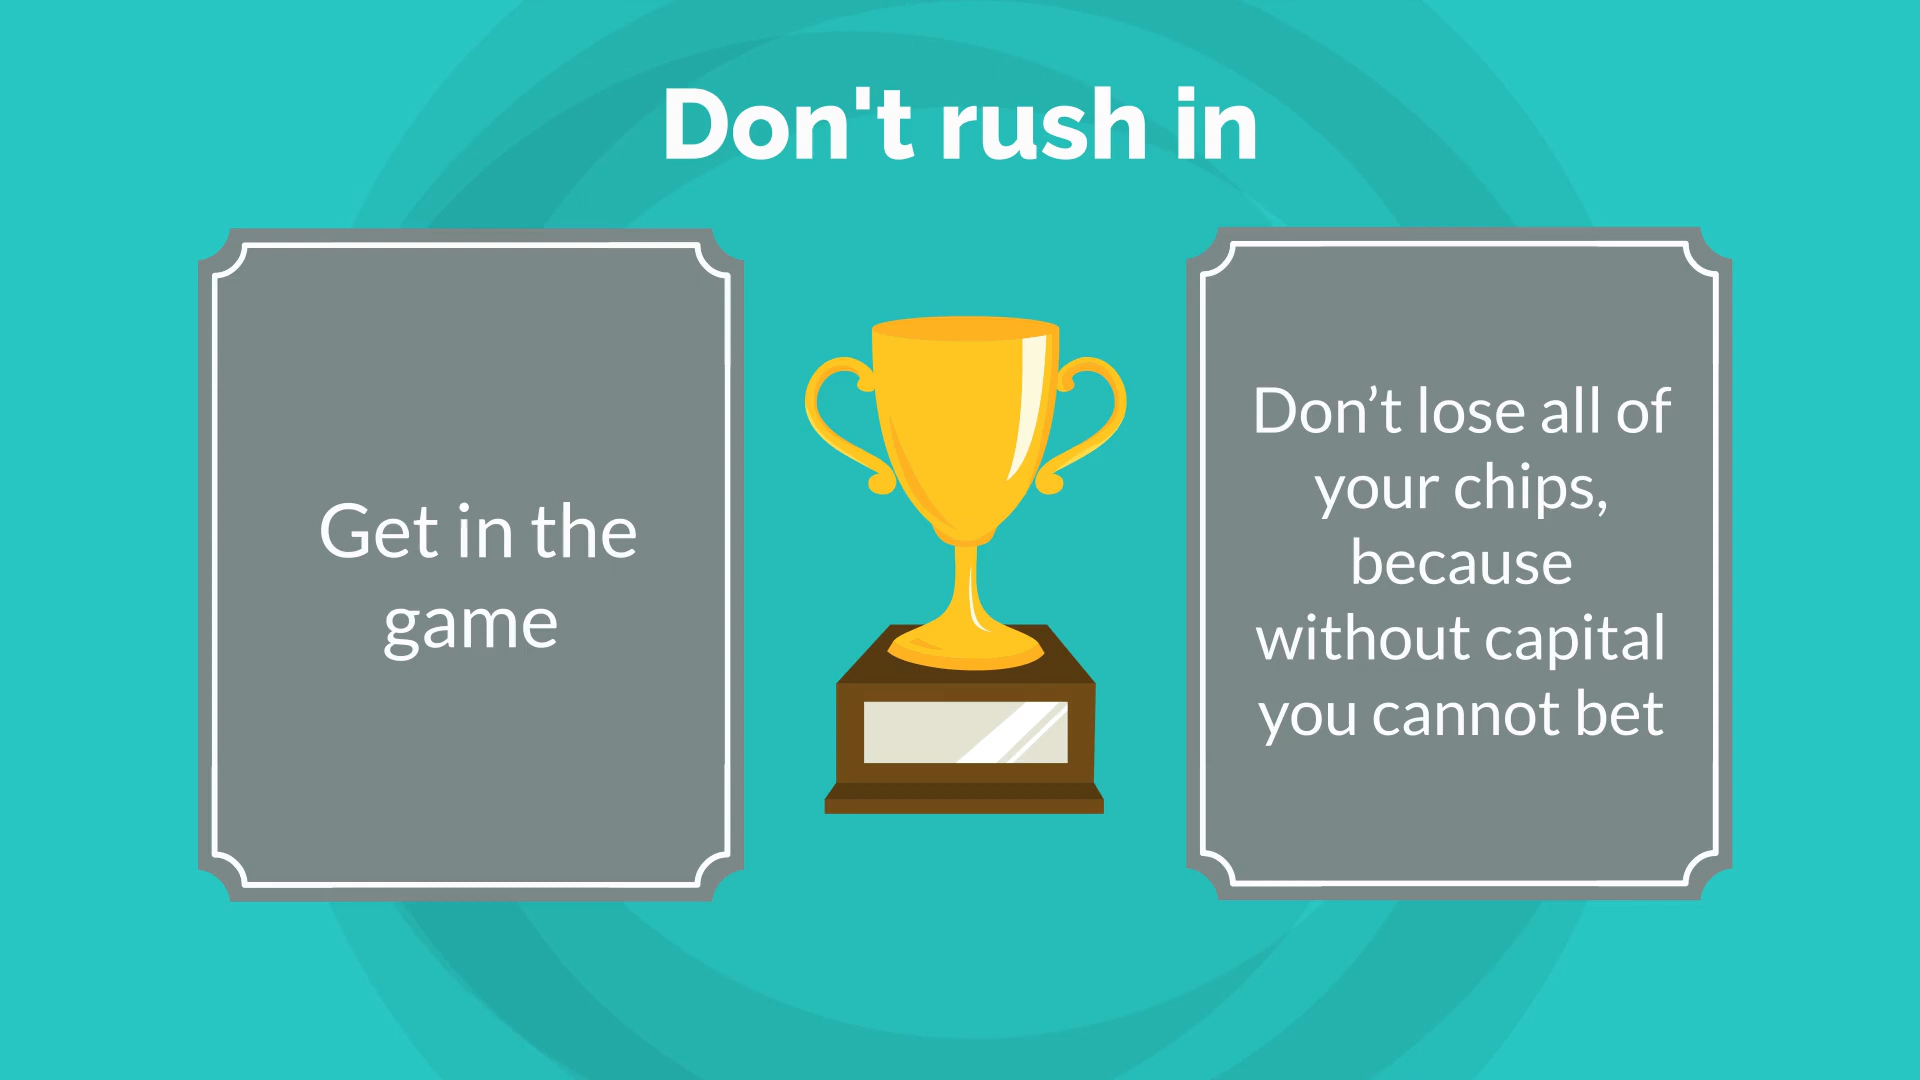 Don't rush in
Get in the
game
Don’t lose all of
your chips,
because
without capital
you cannot bet